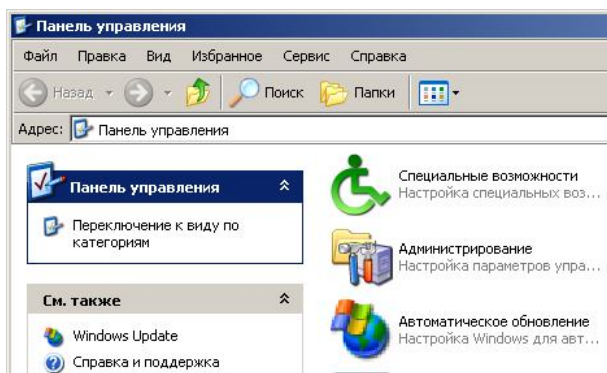 Панель управления
Файл Правка Вид Избранное Сервис Справка
Назад Поиск Папки
Адрес: Панель управления
Панель управления
Переключение к виду по
категориям
См. также
Windows Update
Справка и поддержка
Специальные возможности
Настройка специальных воз...
Администрирование
Настройка параметров упра...
Автоматическое обновление
Настройка Windows для авт...